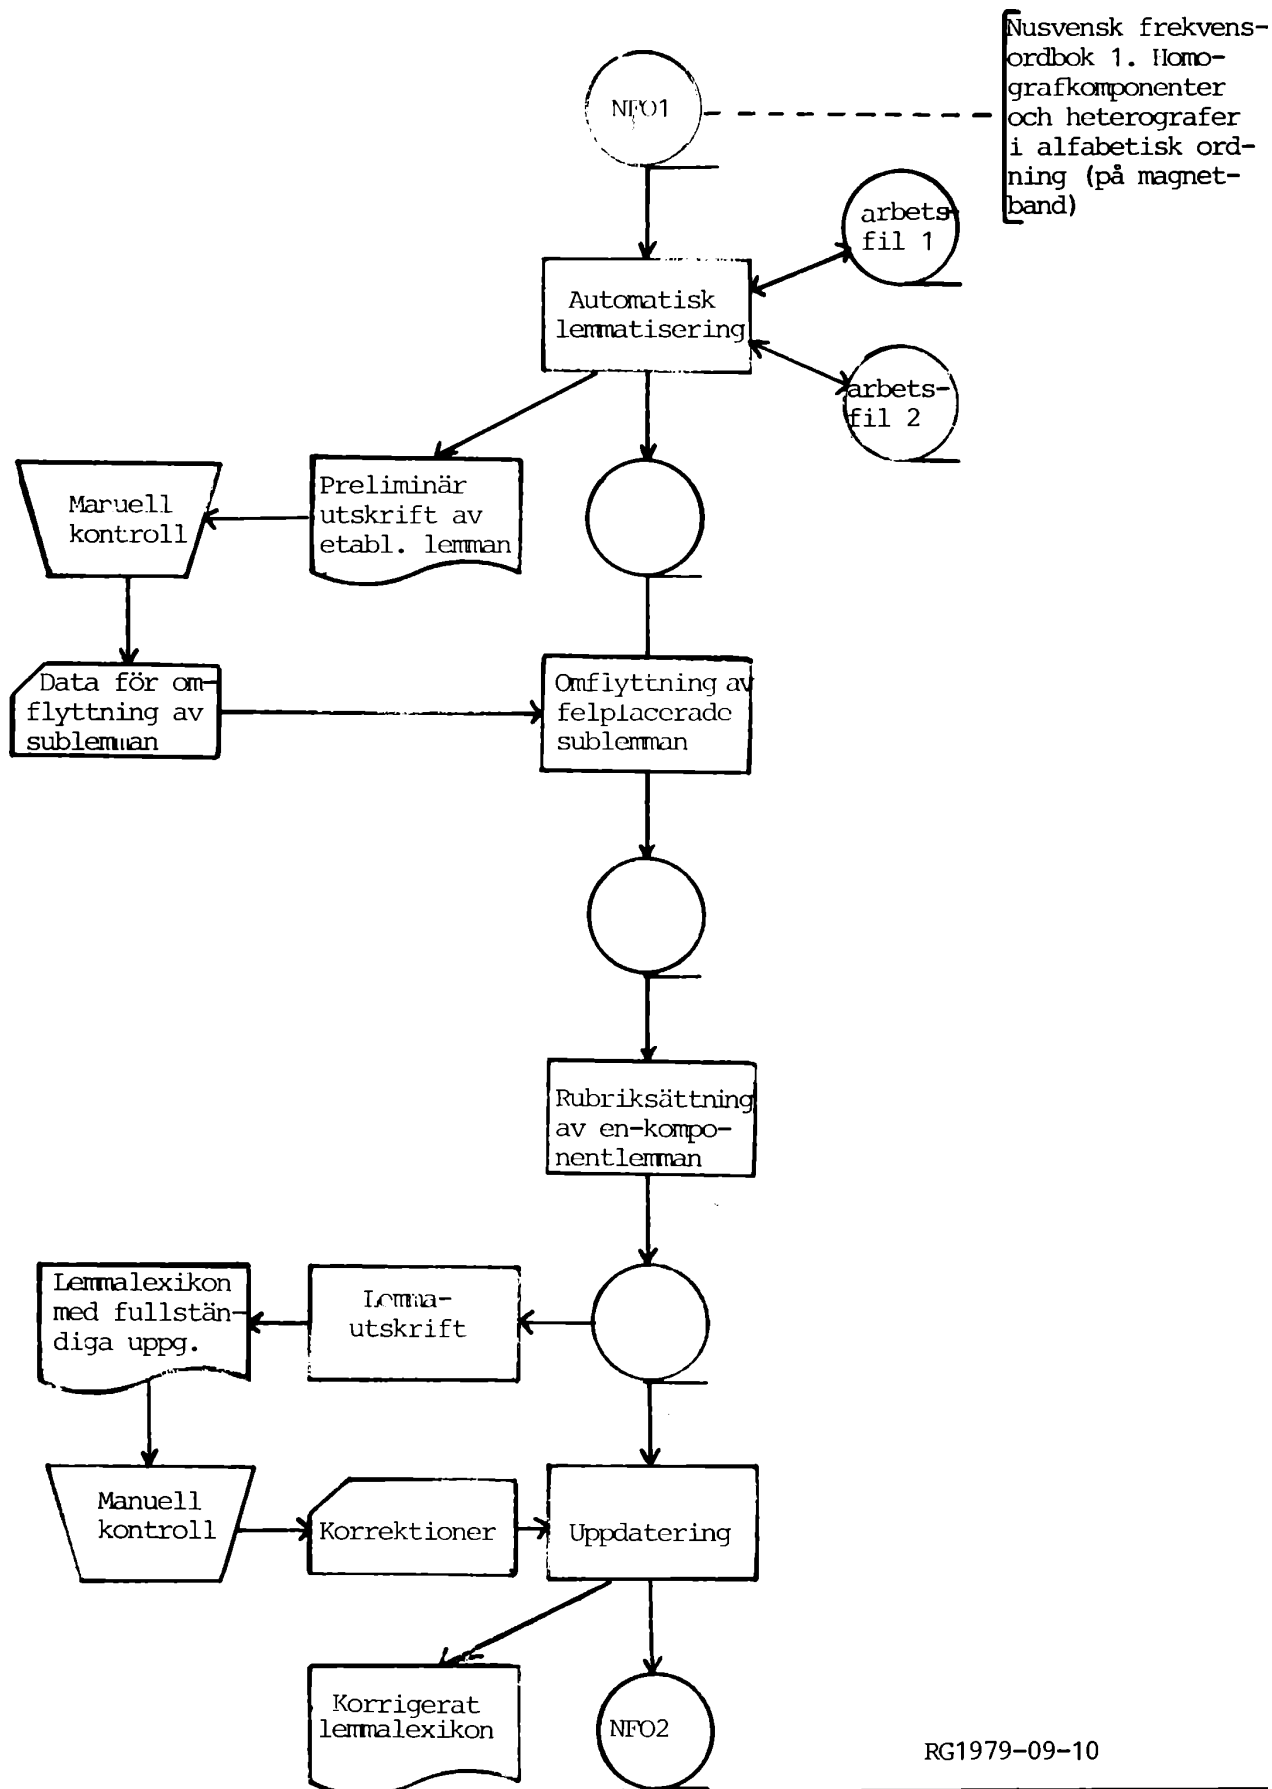 Nusvensk frekvens-
ordbok 1. Homo-
grafkomponenter
och heterografer
i alfabetisk ord-
ning (på magnet-
band)
NFO1
arbets-
fil 1
Automatisk
lemmatisering
arbets-
fil 2
Preliminär
utskrift av
etabl. lemman
Manuell
kontroll
Data för om-
flyttning av
sublemman
Omflyttning av
felplacerade
sublemman
Rubriksättning
av en-kompo-
nentlemman
Lemmalexikon
med fullstän-
diga uppg.
Lemma-
utskrift
Manuell
kontroll
Korrektioner
Uppdatering
Korrigerat
lemmalexikon
NFO2
RG1979-09-10